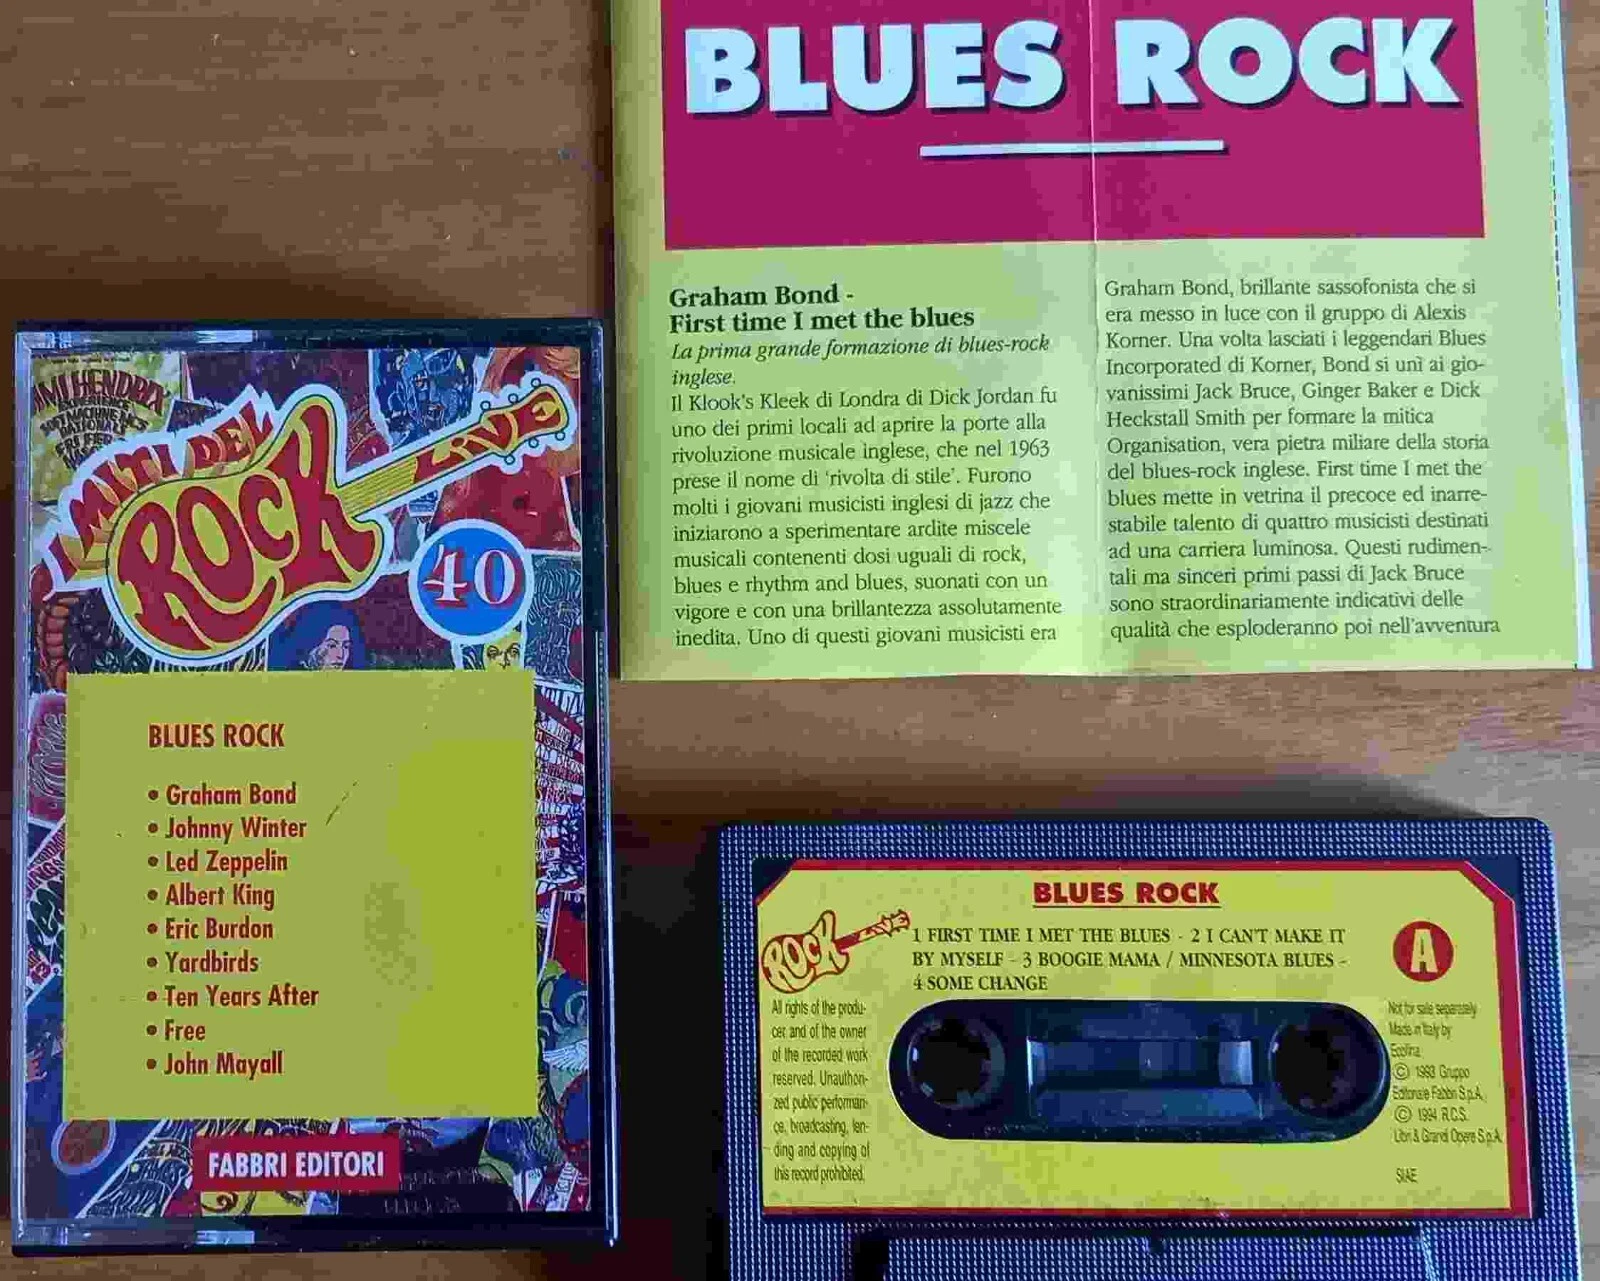 BLUES ROCK
Graham Bond -
First time I met the blues
La prima grande formazione di blues-rock
inglese.
Il Klook's Kleek di Londra di Dick Jordan fu
uno dei primi locali ad aprire la porte alla
rivoluzione musicale inglese, che nel 1963
prese il nome di 'rivolta di stile'. Furono
molti i giovani musicisti inglesi di jazz che
iniziarono a sperimentare ardite miscele
musicali contenenti dosi uguali di rock,
blues e rhythm and blues, suonati con un
vigore e con una brillantezza assolutamente
inedita. Uno di questi giovani musicisti era
Graham Bond, brillante sassofonista che si
era messo in luce con il gruppo di Alexis
Korner. Una volta lasciati i leggendari Blues
Incorporated di Korner, Bond si unì ai gio-
vanissimi Jack Bruce, Ginger Baker e Dick
Heckstall Smith per formare la mitica
Organisation, vera pietra miliare della storia
del blues-rock inglese. First time I met the
blues mette in vetrina il precoce ed inarre-
stabile talento di quattro musicisti destinati
ad una carriera luminosa. Questi rudimen-
tali ma sinceri primi passi di Jack Bruce
sono straordinariamente indicativi delle
qualità che esploderanno poi nell'avventura
JIMI HENDRIX
EXPERIENCE
SOFT MACHINE
I MITI DEL
ROCK
LIVE
40
BLUES ROCK
• Graham Bond
• Johnny Winter
• Led Zeppelin
• Albert King
• Eric Burdon
• Yardbirds
• Ten Years After
• Free
• John Mayall
FABBRI EDITORI
BLUES ROCK
ROCK LIVE
1 FIRST TIME I MET THE BLUES - 2 I CAN'T MAKE IT
BY MYSELF - 3 BOOGIE MAMA / MINNESOTA BLUES -
4 SOME CHANGE
A
All rights of the produ-
cer and of the owner
of the recorded work
reserved. Unauthori-
zed public performan-
ce, broadcasting, len-
ding and copying of
this record prohibited.
Not for sale separately
Made in Italy by
Ecofina
© 1993 Gruppo
Editoriale Fabbri S.p.A.
© 1994 R.C.S.
Libri & Grandi Opere S.p.A.
SIAE